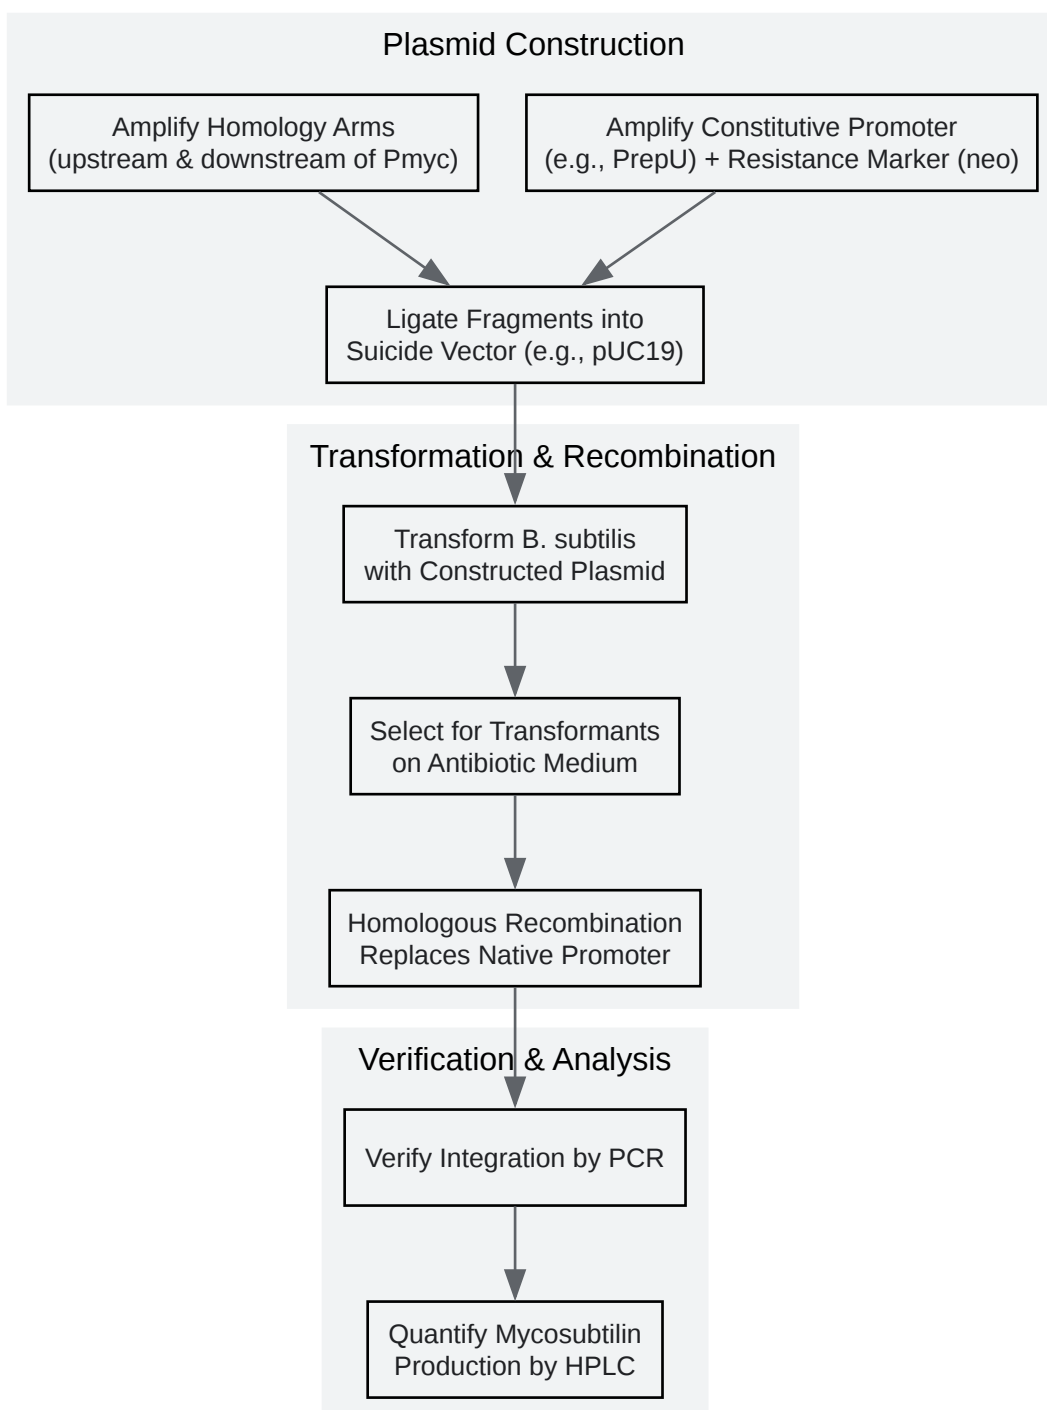 Plasmid Construction
Amplify Homology Arms
(upstream & downstream of Pmyc)
Amplify Constitutive Promoter
(e.g., PrepU) + Resistance Marker (neo)
Ligate Fragments into
Suicide Vector (e.g., pUC19)
Transformation & Recombination
Transform B. subtilis
with Constructed Plasmid
Select for Transformants
on Antibiotic Medium
Homologous Recombination
Replaces Native Promoter
Verification & Analysis
Verify Integration by PCR
Quantify Mycosubtilin
Production by HPLC